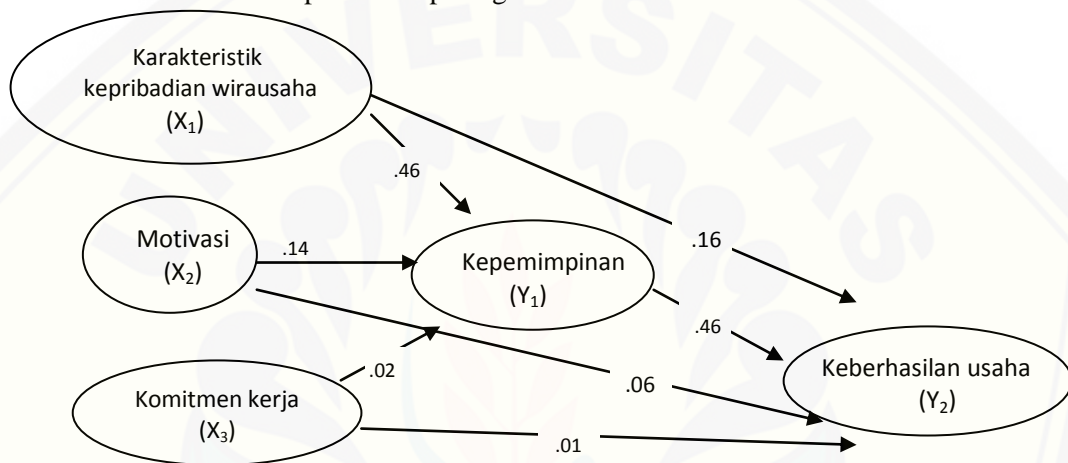 UNIVERSITAS
Karakteristik
kepribadian wirausaha
(X₁)
.46
.16
Motivasi
(X₂)
.14
Kepemimpinan
(Y₁)
.46
.02
.06
Keberhasilan usaha
(Y₂)
Komitmen kerja
(X₃)
.01